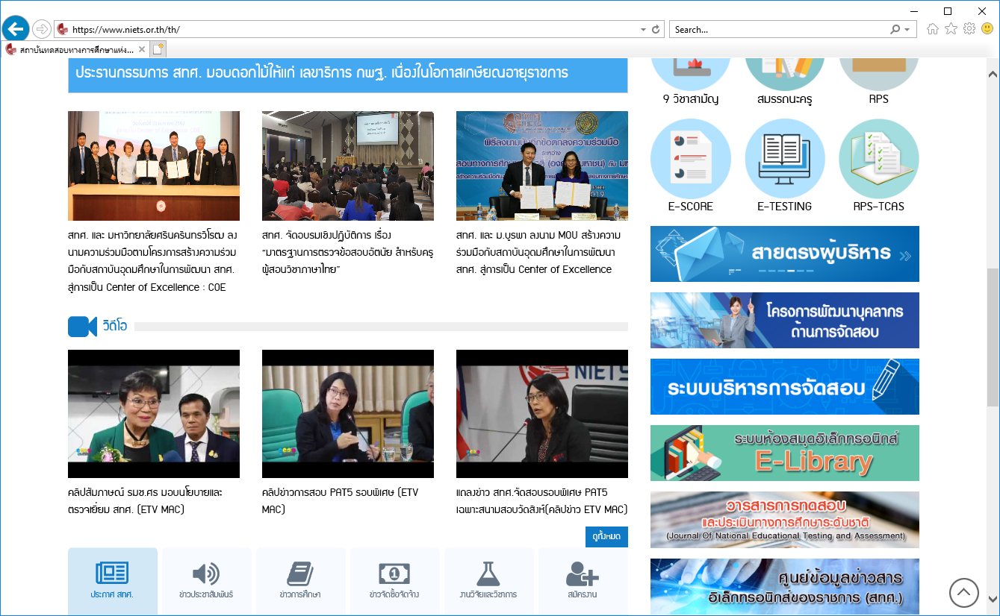 https://www.niets.or.th/th/
Search...
สถาบันทดสอบทางการศึกษาแห่ง...
ประธานกรรมการ สทศ. มอบดอกไม้ให้แก่ เลขาธิการ กพฐ. เนื่องในโอกาสเกษียณอายุราชการ
สทศ. และ มหาวิทยาลัยศรีนครินทรวิโรฒ ลง
นามความร่วมมือตามโครงการสร้างความร่วม
มือกับสถาบันอุดมศึกษาในการพัฒนา สทศ.
สู่การเป็น Center of Excellence : COE
สทศ. จัดอบรมเชิงปฏิบัติการ เรื่อง
“มาตรฐานการตรวจข้อสอบอัตนัย สำหรับครู
ผู้สอนวิชาภาษาไทย”
พิธีลงนามบันทึกข้อตกลงความร่วมมือ
ระหว่าง
สทศ. และ ม.บูรพา ลงนาม MOU สร้างความ
ร่วมมือกับสถาบันอุดมศึกษาในการพัฒนา
สทศ. สู่การเป็น Center of Excellence
วิดีโอ
NIETS
คลิปสัมภาษณ์ รมช.ศธ มอบนโยบายและ
ตรวจเยี่ยม สทศ. (ETV MAC)
คลิปข่าวการสอบ PAT5 รอบพิเศษ (ETV
MAC)
แถลงข่าว สทศ.จัดสอบรอบพิเศษ PAT5
เฉพาะสนามสอบวัดสิงห์(คลิปข่าว ETV MAC)
ดูทั้งหมด
ประกาศ สทศ.
ข่าวประชาสัมพันธ์
ข่าวการศึกษา
ข่าวจัดซื้อจัดจ้าง
งานวิจัยและวิชาการ
สมัครงาน
9 วิชาสามัญ
สมรรถนะครู
RPS
E-SCORE
E-TESTING
RPS-TCAS
สายตรงผู้บริหาร
โครงการพัฒนาบุคลากร
ด้านการจัดสอบ
ระบบบริหารการจัดสอบ
ระบบห้องสมุดอิเล็กทรอนิกส์
E-Library
วารสารการทดสอบ
และประเมินทางการศึกษาระดับชาติ
(Journal Of National Educational Testing and Assessment)
ศูนย์ข้อมูลข่าวสาร
อิเล็กทรอนิกส์ของราชการ (สทศ.)